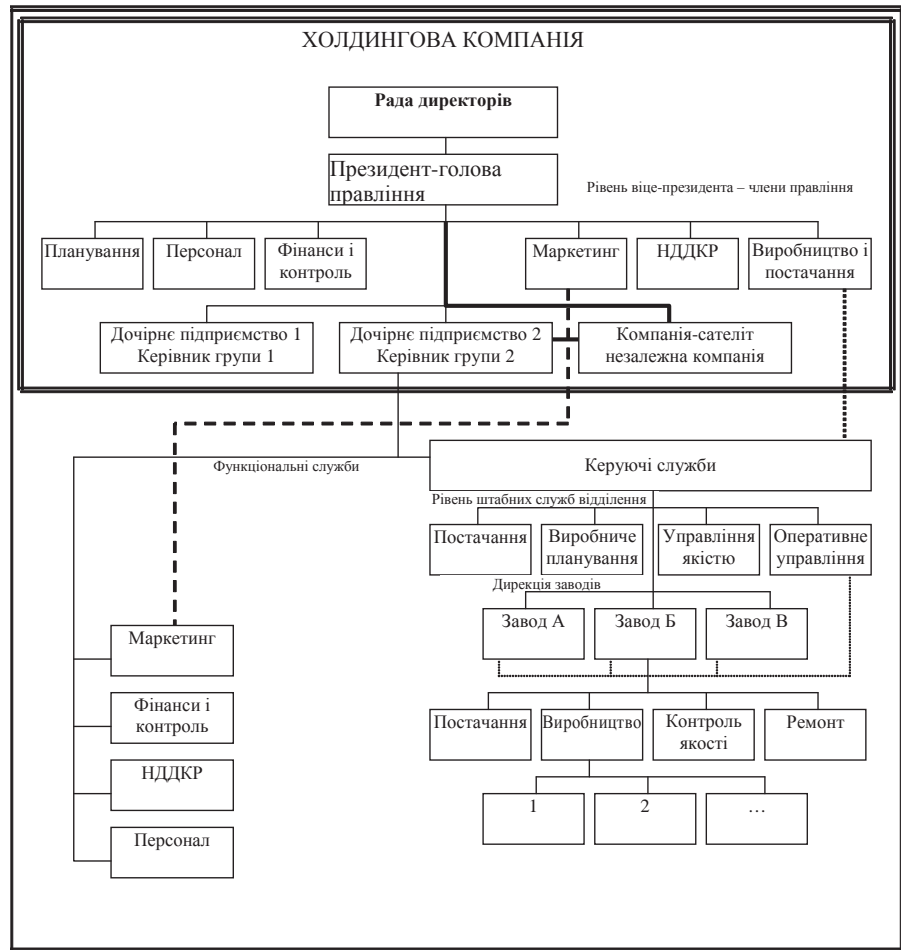 ХОЛДИНГОВА КОМПАНІЯ
Рада директорів
Президент-голова
правління
Рівень віце-президента – члени правління
Планування
Персонал
Фінанси і
контроль
Маркетинг
НДДКР
Виробництво і
постачання
Дочірнє підприємство 1
Керівник групи 1
Дочірнє підприємство 2
Керівник групи 2
Компанія-сателіт
незалежна компанія
Функціональні служби
Керуючі служби
Рівень штабних служб відділення
Постачання
Виробниче
планування
Управління
якістю
Оперативне
управління
Дирекція заводів
Завод А
Завод Б
Завод В
Маркетинг
Фінанси і
контроль
НДДКР
Персонал
Постачання
Виробництво
Контроль
якості
Ремонт
1
2
…